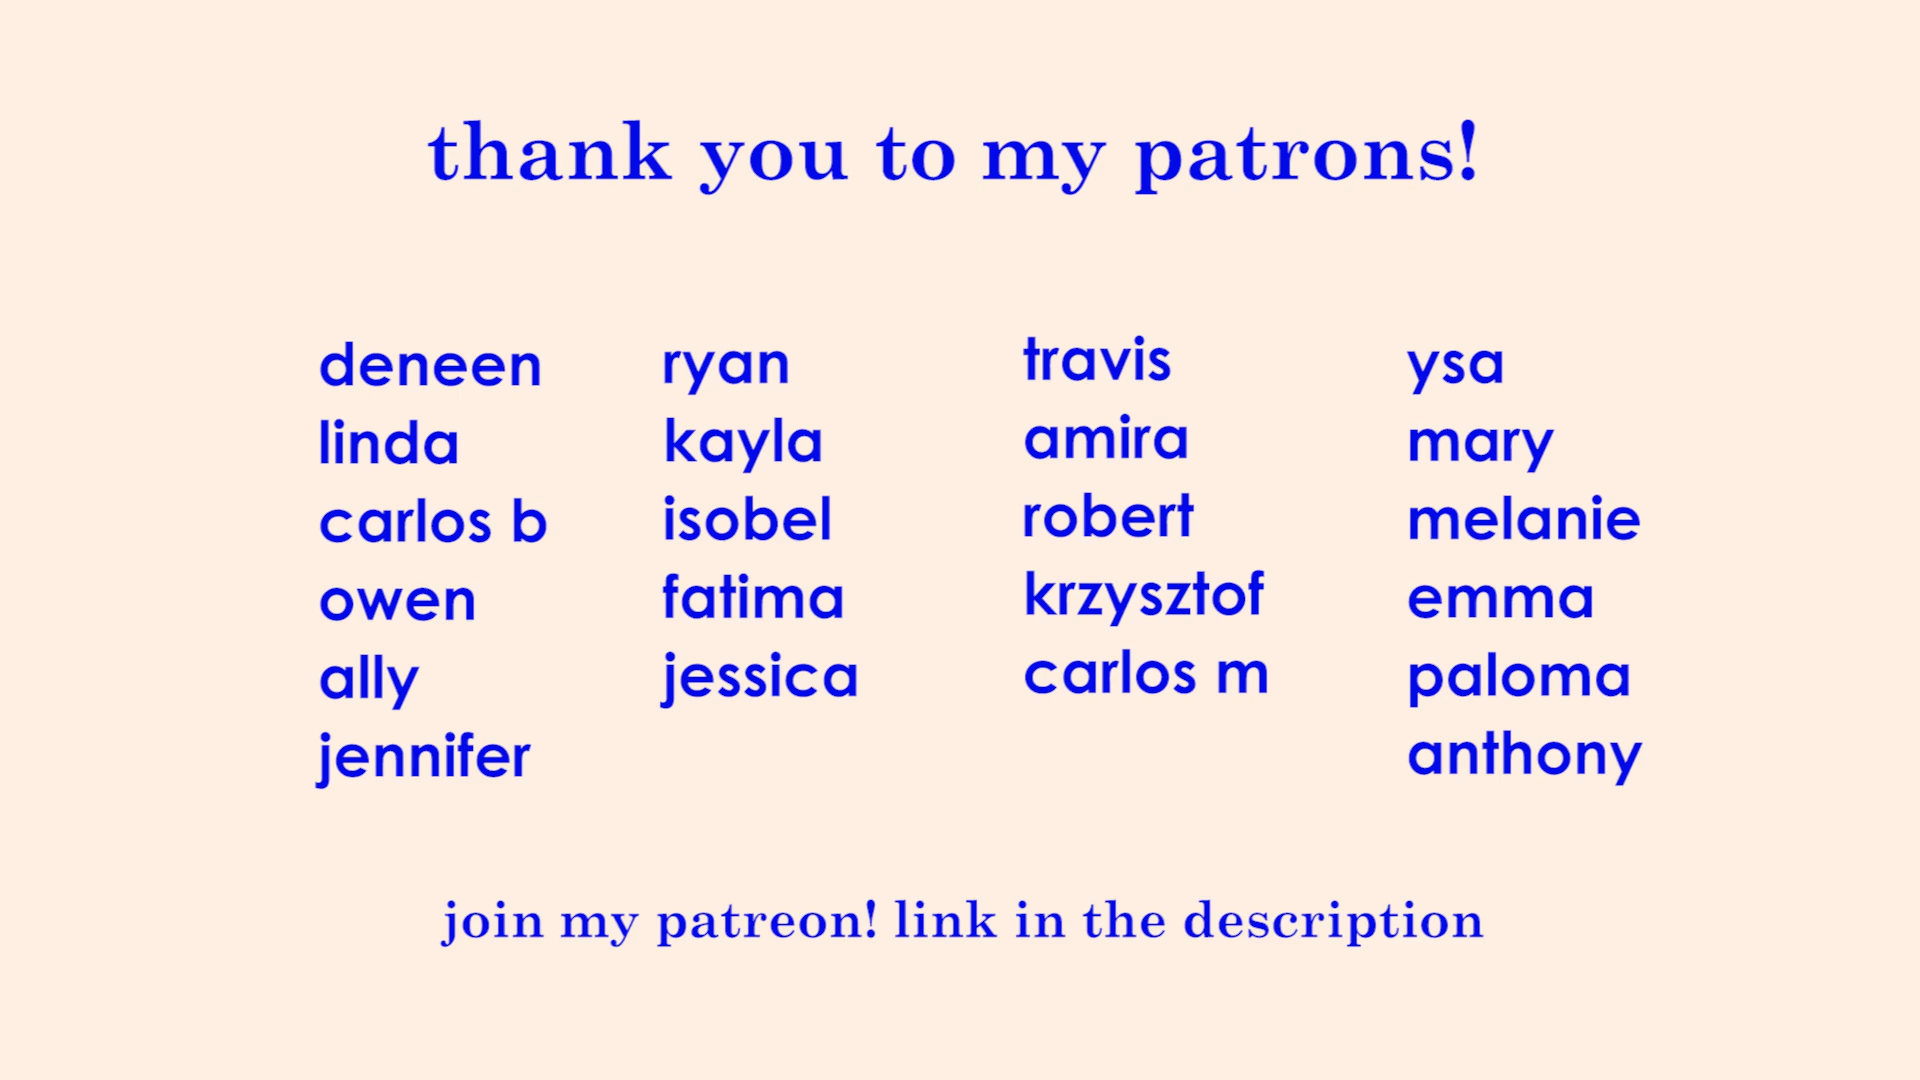 thank you to my patrons!
deneen
linda
carlos b
owen
ally
jennifer
ryan
kayla
isobel
fatima
jessica
travis
amira
robert
krzysztof
carlos m
ysa
mary
melanie
emma
paloma
anthony
join my patreon! link in the description